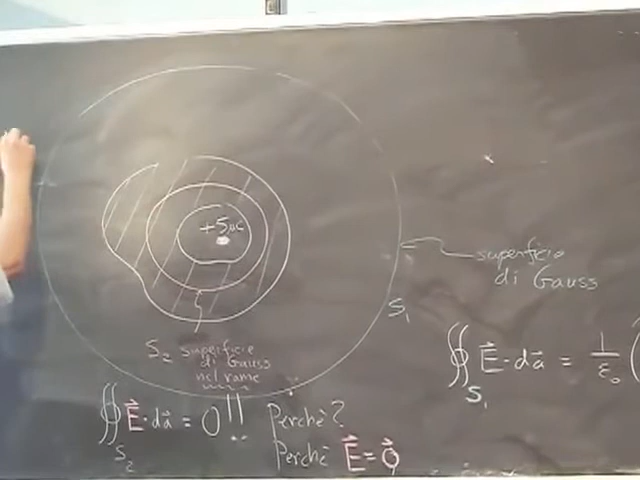 +5μC
superficie
di Gauss
S₁
S₂ superficie
di Gauss
nel rame
∯ E⃗·da⃗ = 1/ε₀ (
S₁
∯ E⃗·da⃗ = 0!! Perchè?
S₂
Perchè E⃗=0⃗